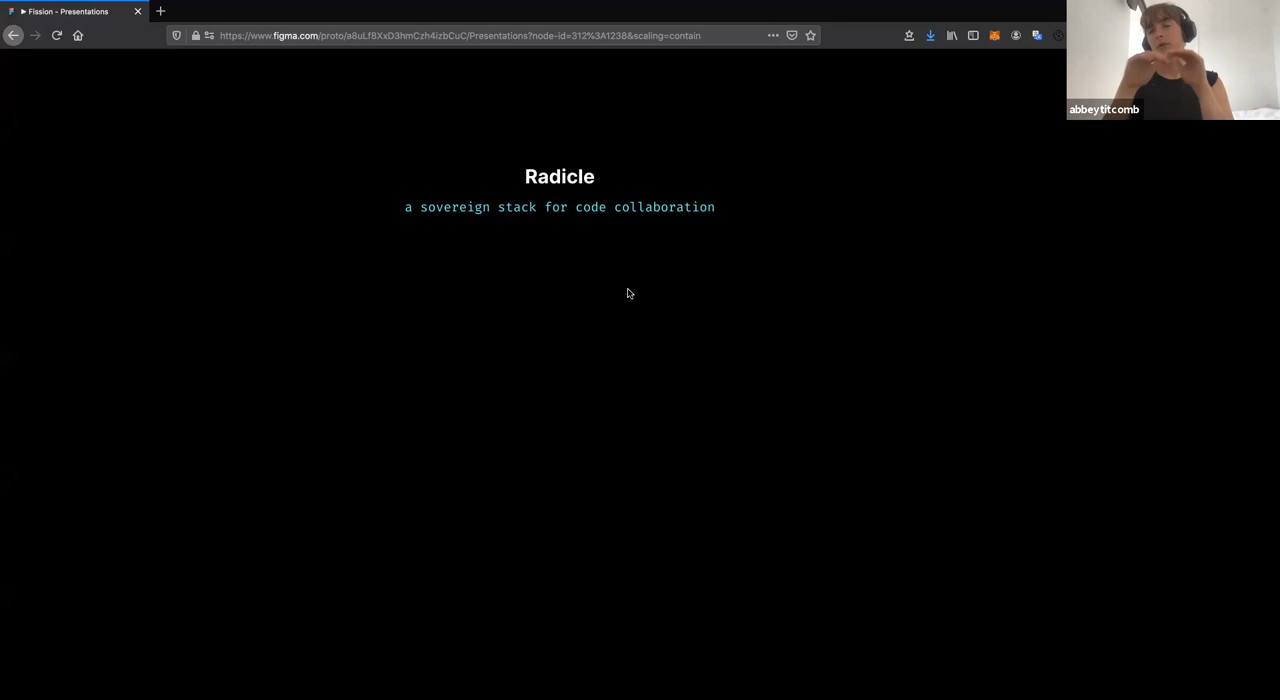 Fission - Presentations
https://www.figma.com/proto/a8uLf8XxD3hmCzh4izbCuC/Presentations?node-id=312%3A1238&scaling=contain
abbeytitcomb
Radicle
a sovereign stack for code collaboration